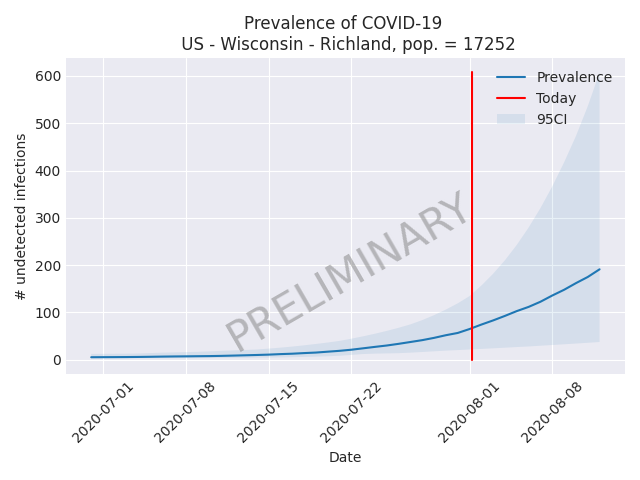 Prevalence of COVID-19
US - Wisconsin - Richland, pop. = 17252
600
500
400
300
200
100
0
# undetected infections
Prevalence
Today
95CI
PRELIMINARY
2020-07-01
2020-07-08
2020-07-15
2020-07-22
2020-08-01
2020-08-08
Date